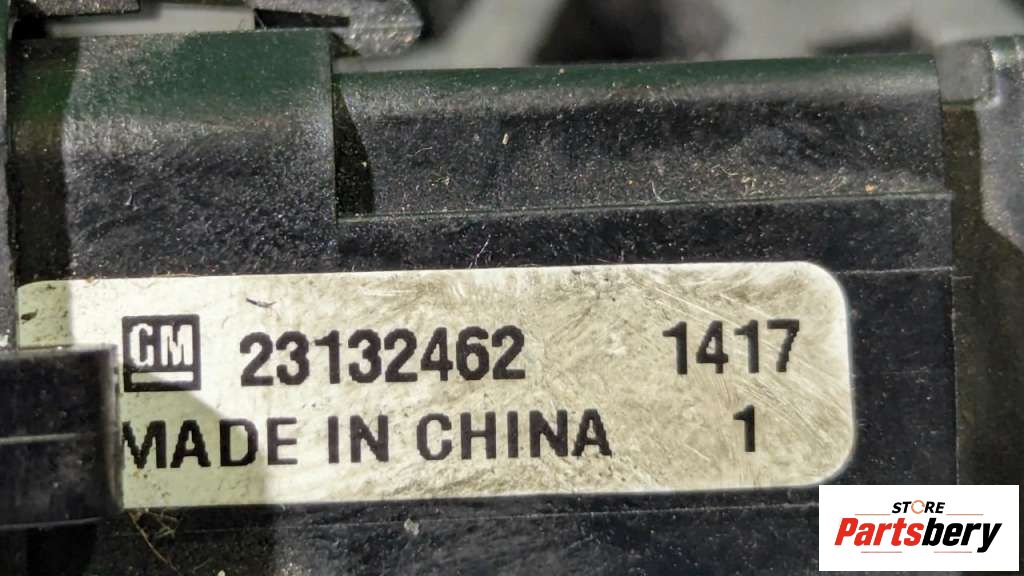 GM 23132462 1417
MADE IN CHINA 1
STORE
Partsbery